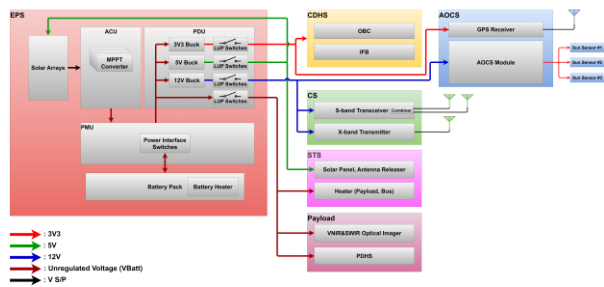 EPS
ACU
PDU
Solar Arrays
MPPT
Converter
3V3 Buck
LUP Switches
5V Buck
LUP Switches
12V Buck
LUP Switches
LUP Switches
PMU
Power Interface
Switches
Battery Pack
Battery Heater
CDHS
OBC
IFB
AOCS
GPS Receiver
AOCS Module
Sun Sensor #1
Sun Sensor #2
Sun Sensor #3
CS
S-band Transceiver
Combiner
X-band Transmitter
STS
Solar Panel, Antenna Releaser
Heater (Payload, Bus)
Payload
VNIR&SWIR Optical Imager
PDHS
: 3V3
: 5V
: 12V
: Unregulated Voltage (VBatt)
: V S/P